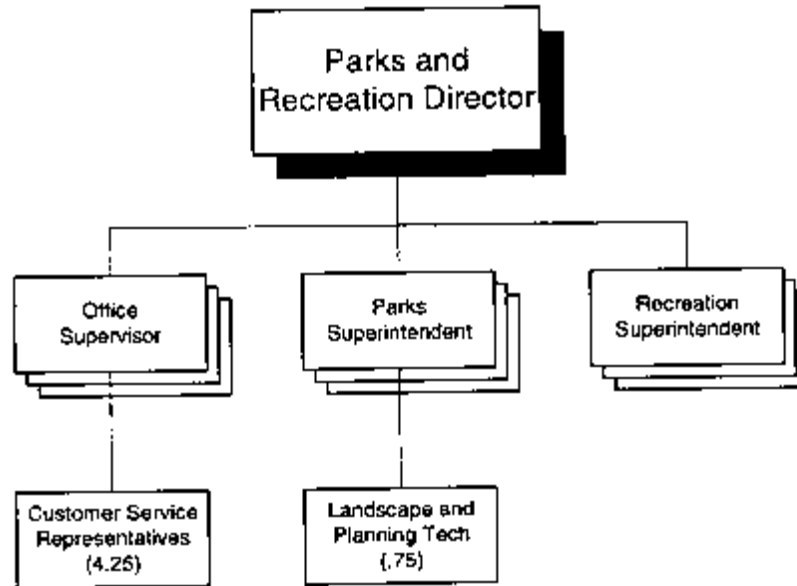 Parks and
Recreation Director
Office
Supervisor
Parks
Superintendent
Recreation
Superintendent
Customer Service
Representatives
(4.25)
Landscape and
Planning Tech
(.75)